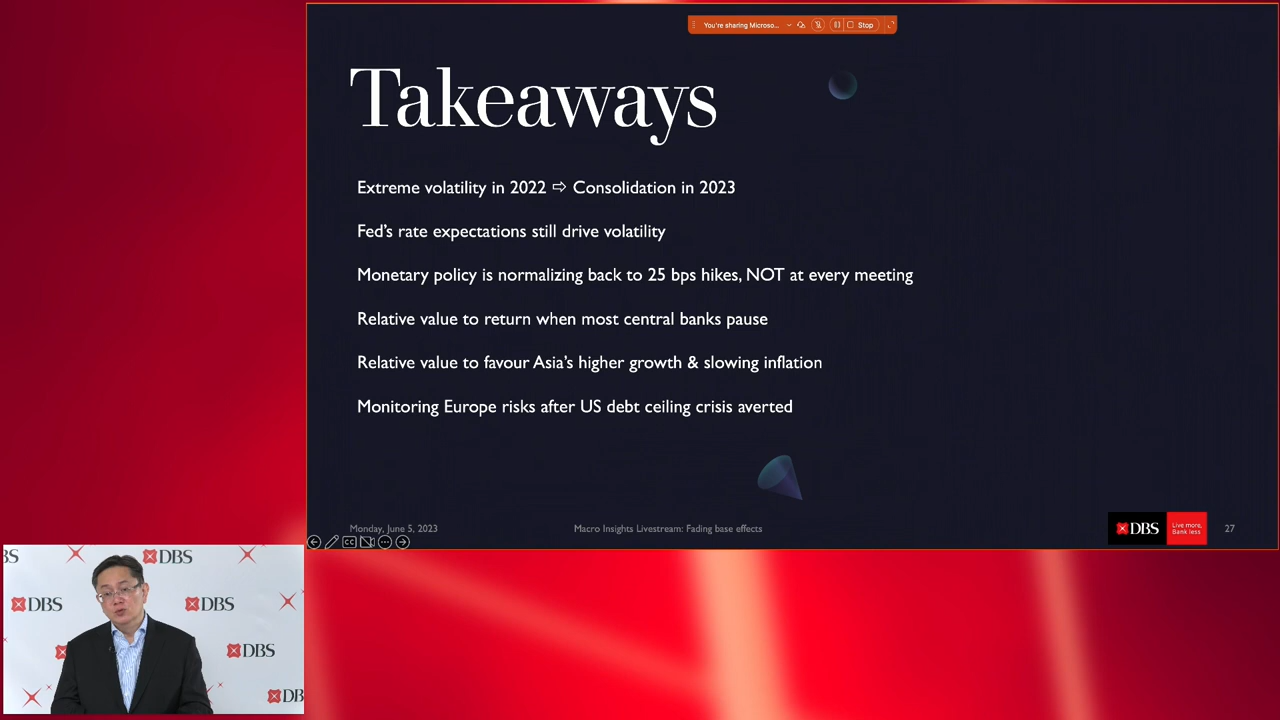 You're sharing Microso...
Stop
Takeaways
Extreme volatility in 2022 ⇨ Consolidation in 2023
Fed's rate expectations still drive volatility
Monetary policy is normalizing back to 25 bps hikes, NOT at every meeting
Relative value to return when most central banks pause
Relative value to favour Asia's higher growth & slowing inflation
Monitoring Europe risks after US debt ceiling crisis averted
Monday, June 5, 2023
Macro Insights Livestream: Fading base effects
DBS
Live more,
Bank less
27
CC
BS
DBS
DBS
DBS
DBS
DB